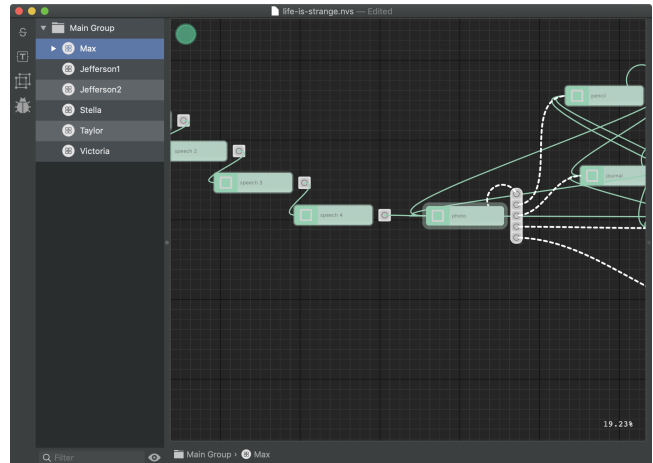 life-is-strange.nvs — Edited
Main Group
Max
Jefferson1
Jefferson2
Stella
Taylor
Victoria
speech 2
speech 3
speech 4
photo
pencil
journal
19.23%
Filter
Main Group › Max